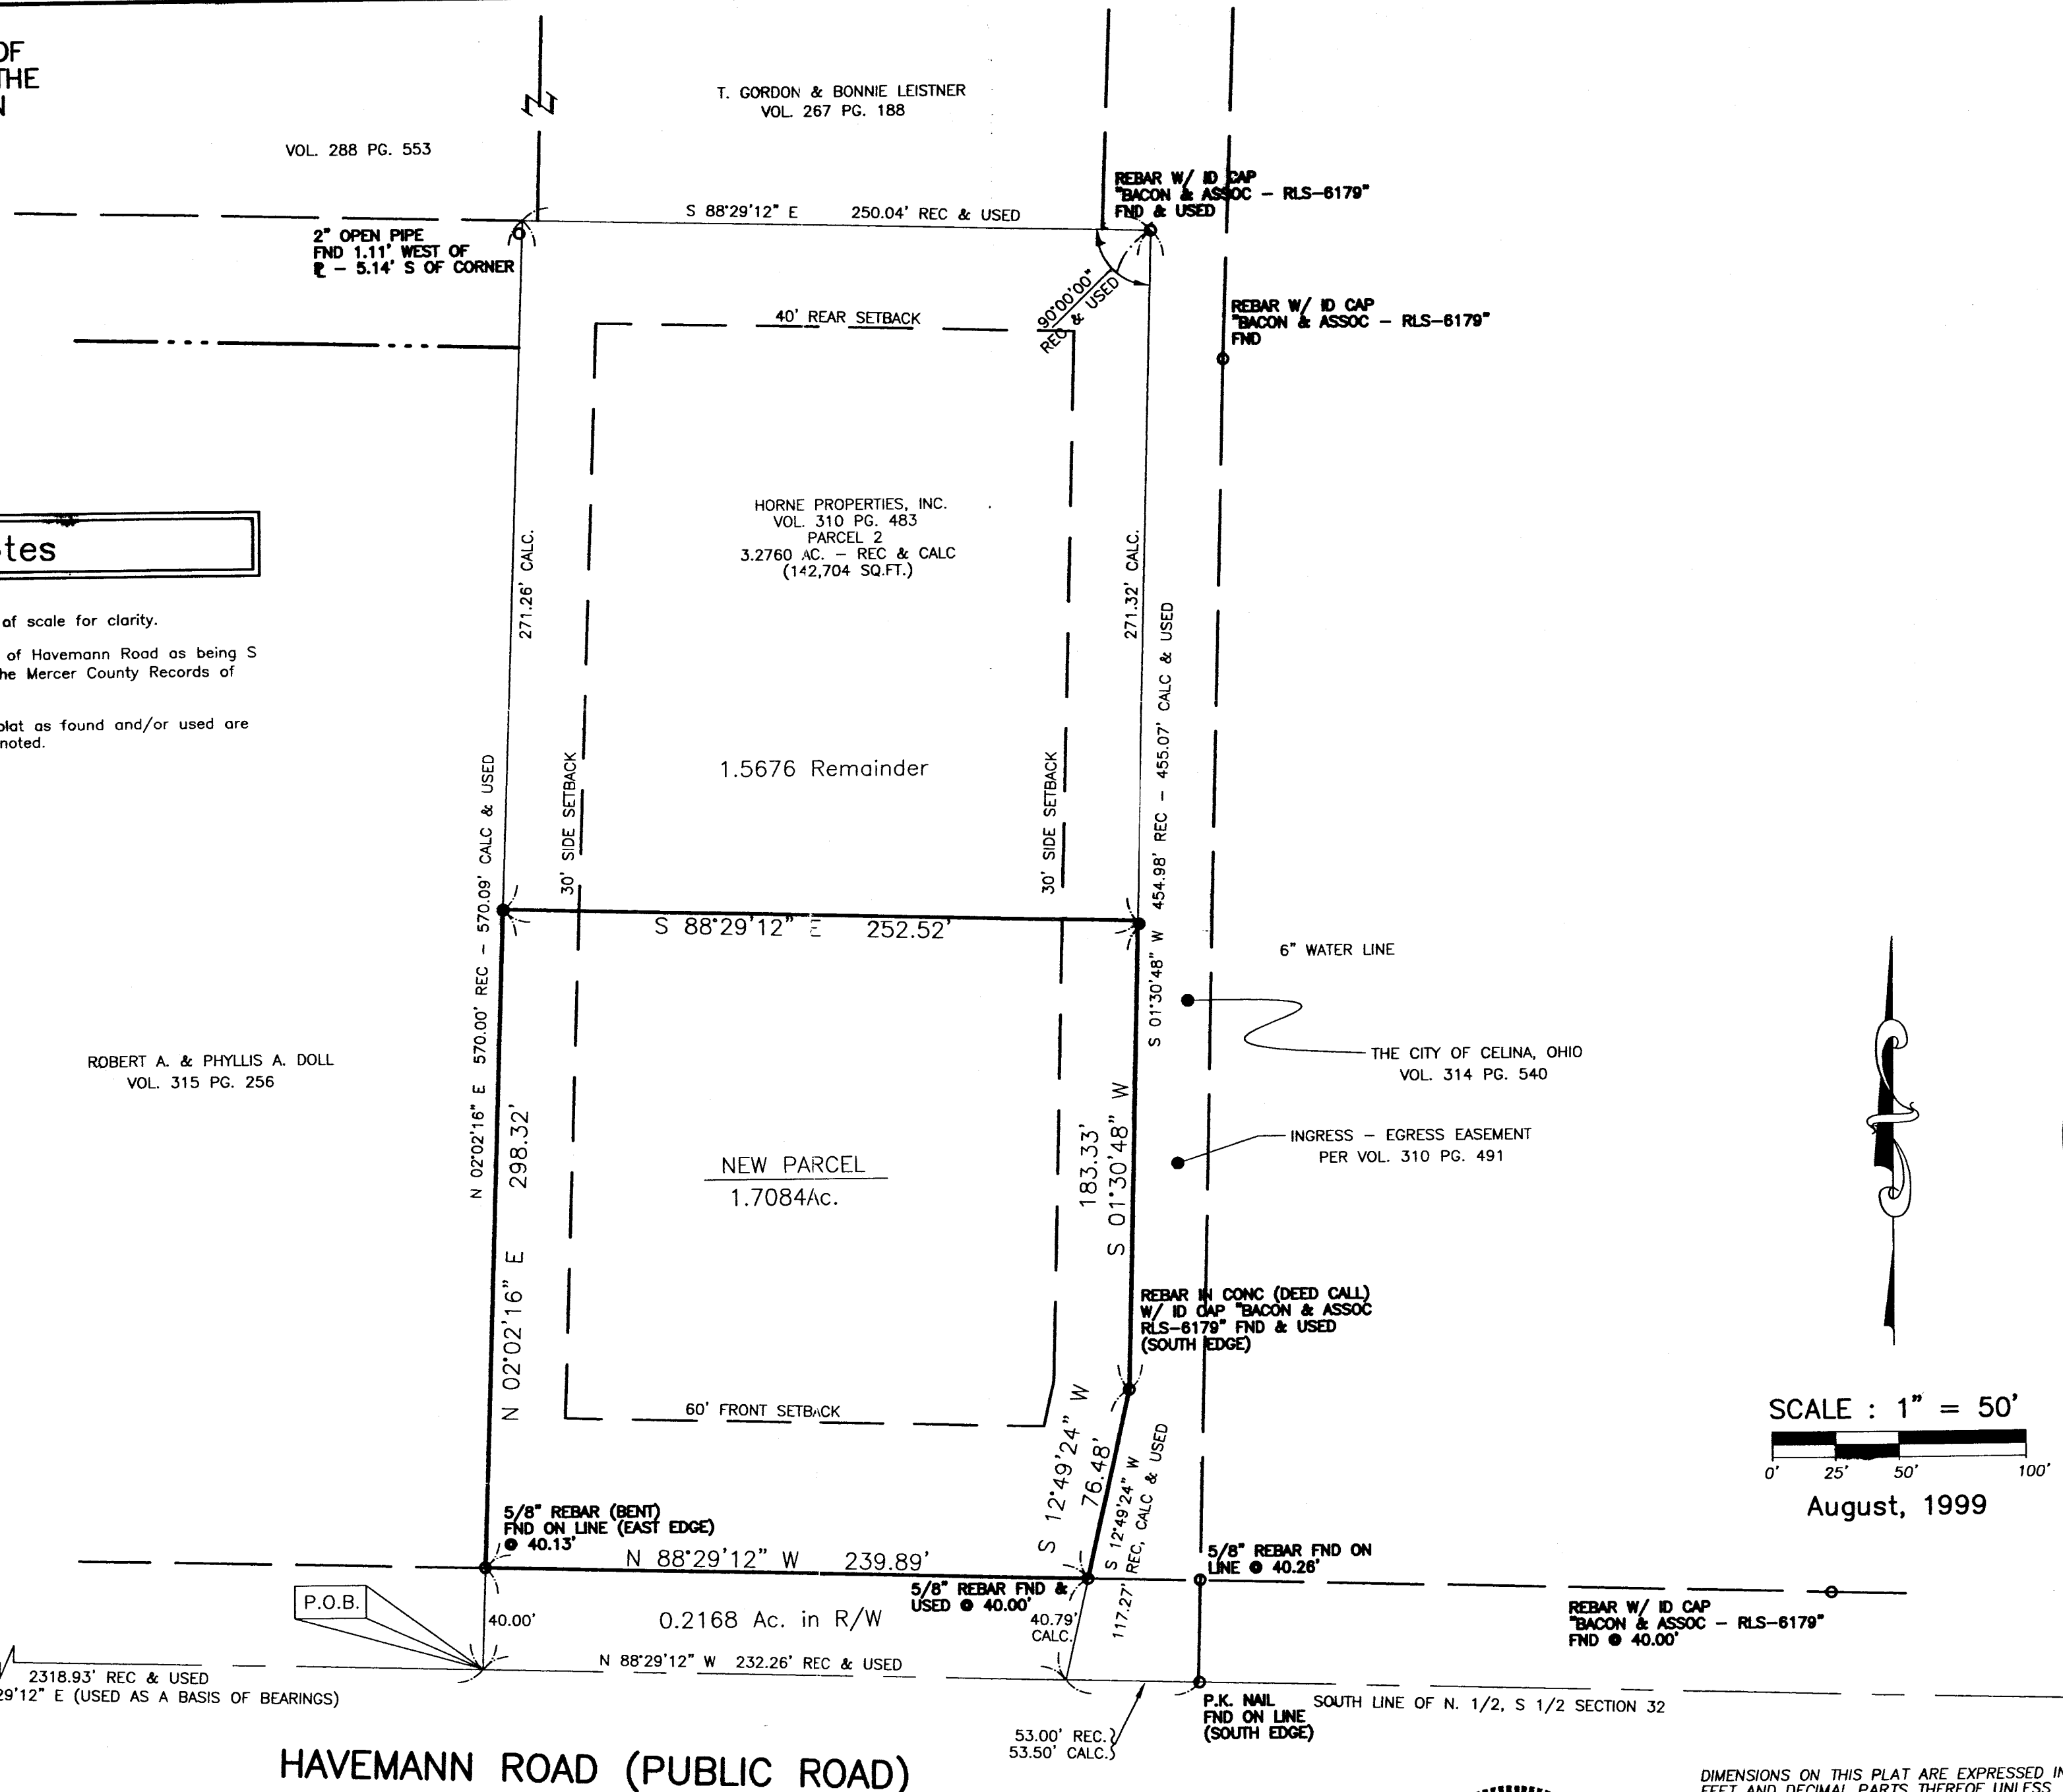 OF
THE
N
T. GORDON & BONNIE LEISTNER
VOL. 267 PG. 188
VOL. 288 PG. 553
REBAR W/ ID CAP
"BACON & ASSOC - RLS-6179"
FND & USED
S 88°29'12" E 250.04' REC & USED
2" OPEN PIPE
FND 1.11' WEST OF
℄ - 5.14' S OF CORNER
90°00'00"
REC & USED
REBAR W/ ID CAP
"BACON & ASSOC - RLS-6179"
FND
40' REAR SETBACK
HORNE PROPERTIES, INC.
VOL. 310 PG. 483
PARCEL 2
3.2760 AC. - REC & CALC
(142,704 SQ.FT.)
tes
271.26' CALC.
271.32' CALC.
of scale for clarity.
of Havemann Road as being S
he Mercer County Records of
plat as found and/or used are
noted.
1.5676 Remainder
30' SIDE SETBACK
30' SIDE SETBACK
N 02°02'16" E 570.00' REC - 570.09' CALC & USED
S 01°30'48" W 454.98' REC - 455.07' CALC & USED
S 88°29'12" E 252.52'
6" WATER LINE
THE CITY OF CELINA, OHIO
VOL. 314 PG. 540
ROBERT A. & PHYLLIS A. DOLL
VOL. 315 PG. 256
INGRESS - EGRESS EASEMENT
PER VOL. 310 PG. 491
N 02°02'16" E 298.32'
183.33'
S 01°30'48" W
NEW PARCEL
1.7084Ac.
REBAR IN CONC (DEED CALL)
W/ ID CAP "BACON & ASSOC
RLS-6179" FND & USED
(SOUTH EDGE)
60' FRONT SETBACK
S 12°49'24" W
76.48'
S 12°49'24" W
117.27' REC, CALC & USED
SCALE : 1" = 50'
0' 25' 50' 100'
August, 1999
5/8" REBAR (BENT)
FND ON LINE (EAST EDGE)
@ 40.13'
N 88°29'12" W 239.89'
5/8" REBAR FND &
USED @ 40.00'
5/8" REBAR FND ON
LINE @ 40.26'
P.O.B.
40.00'
0.2168 Ac. in R/W
40.79'
CALC.
REBAR W/ ID CAP
"BACON & ASSOC - RLS-6179"
FND @ 40.00'
N 88°29'12" W 232.26' REC & USED
2318.93' REC & USED
29'12" E (USED AS A BASIS OF BEARINGS)
P.K. NAIL
FND ON LINE
(SOUTH EDGE)
SOUTH LINE OF N. 1/2, S 1/2 SECTION 32
53.00' REC.
53.50' CALC.
HAVEMANN ROAD (PUBLIC ROAD)
DIMENSIONS ON THIS PLAT ARE EXPRESSED IN
FEET AND DECIMAL PARTS THEREOF UNLESS